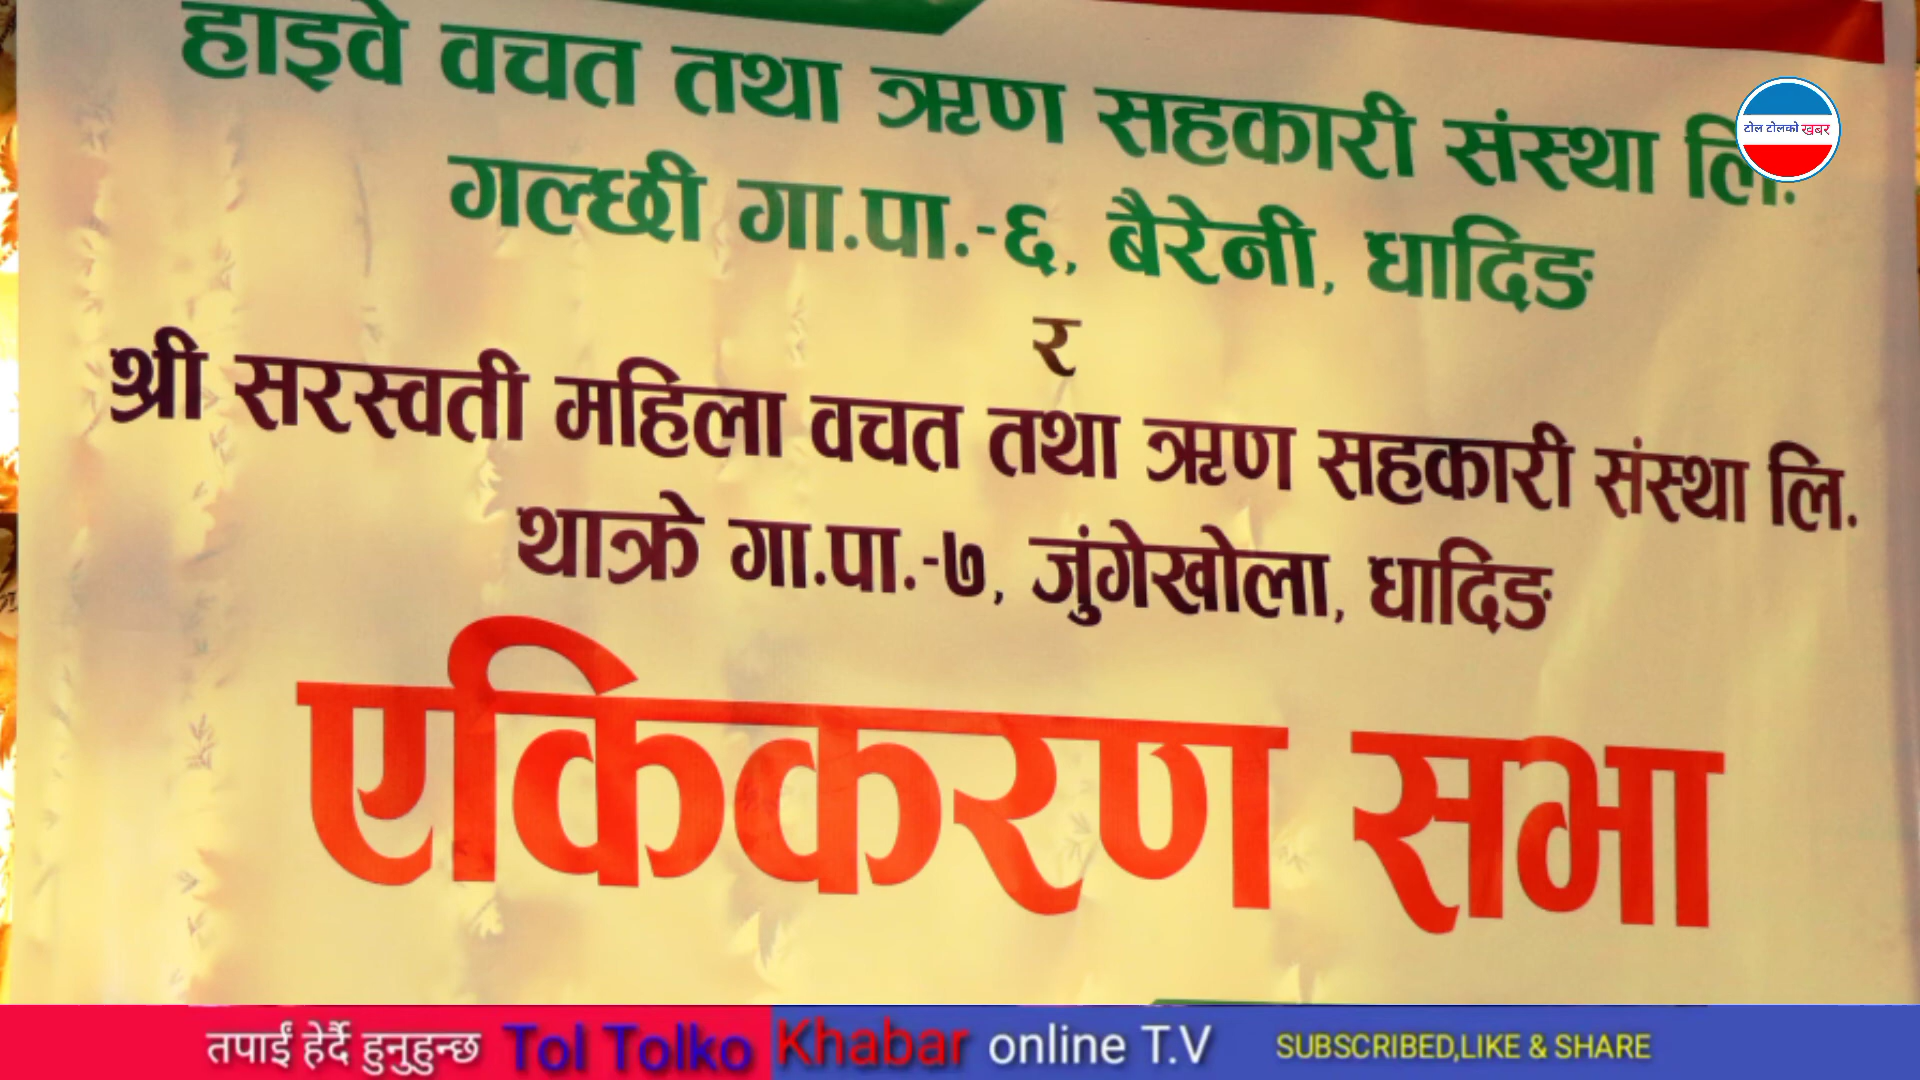 हाइवे वचत तथा ऋण सहकारी संस्था लि.
टोल टोलको खबर
गल्छी गा.पा.-६, बैरेनी, धादिङ
र
श्री सरस्वती महिला वचत तथा ऋण सहकारी संस्था लि.
थाक्रे गा.पा.-७, जुंगेखोला, धादिङ
एकिकरण सभा
तपाईं हेर्दै हुनुहुन्छ Tol Tolko Khabar online T.V SUBSCRIBED,LIKE & SHARE